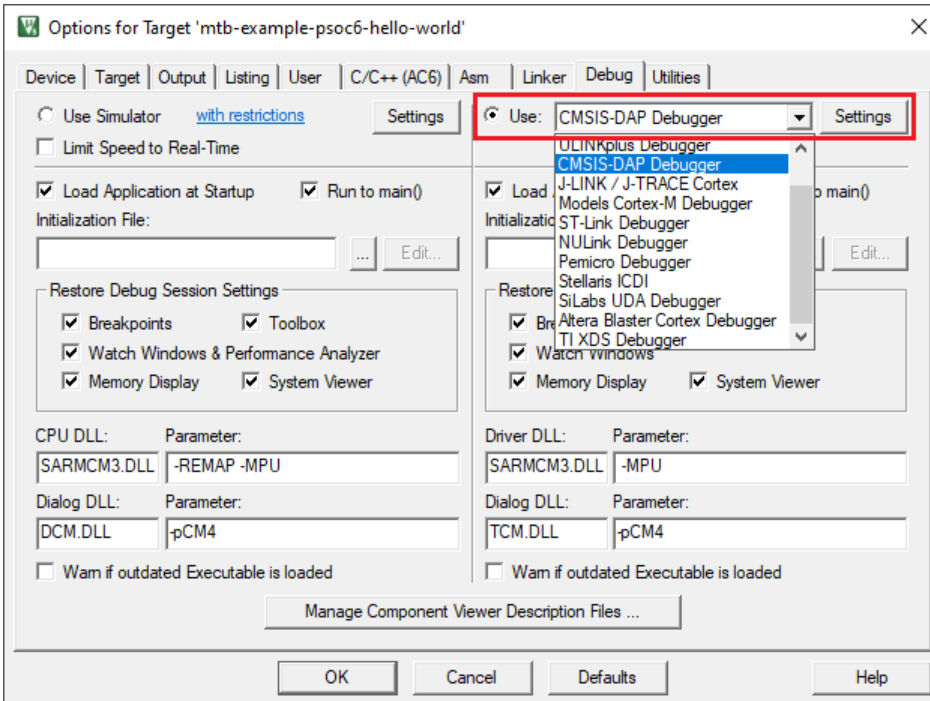 Options for Target 'mtb-example-psoc6-hello-world'
Device Target Output Listing User C/C++ (AC6) Asm Linker Debug Utilities
Use Simulator with restrictions Settings
Limit Speed to Real-Time
Load Application at Startup Run to main()
Initialization File:
... Edit...
Restore Debug Session Settings
Breakpoints Toolbox
Watch Windows & Performance Analyzer
Memory Display System Viewer
CPU DLL: Parameter:
SARMCM3.DLL -REMAP -MPU
Dialog DLL: Parameter:
DCM.DLL -pCM4
Warn if outdated Executable is loaded
Use: CMSIS-DAP Debugger Settings
ULINKplus Debugger
CMSIS-DAP Debugger
J-LINK / J-TRACE Cortex
Models Cortex-M Debugger
ST-Link Debugger
NULink Debugger
Pemicro Debugger
Stellaris ICDI
SiLabs UDA Debugger
Altera Blaster Cortex Debugger
TI XDS Debugger
Load main()
Edit...
Restore
Watch Windows
Memory Display System Viewer
Driver DLL: Parameter:
SARMCM3.DLL -MPU
Dialog DLL: Parameter:
TCM.DLL -pCM4
Warn if outdated Executable is loaded
Manage Component Viewer Description Files ...
OK Cancel Defaults Help